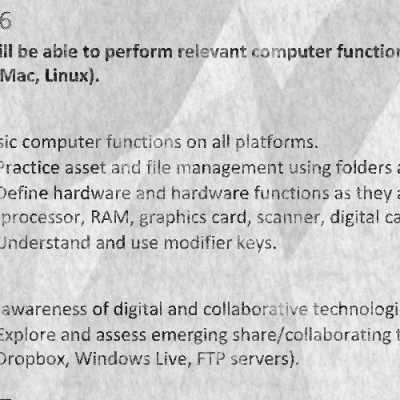 6
ill be able to perform relevant computer function
Mac, Linux).
sic computer functions on all platforms.
Practice asset and file management using folders a
Define hardware and hardware functions as they a
processor, RAM, graphics card, scanner, digital ca
Understand and use modifier keys.
awareness of digital and collaborative technologi
Explore and assess emerging share/collaborating t
Dropbox, Windows Live, FTP servers).